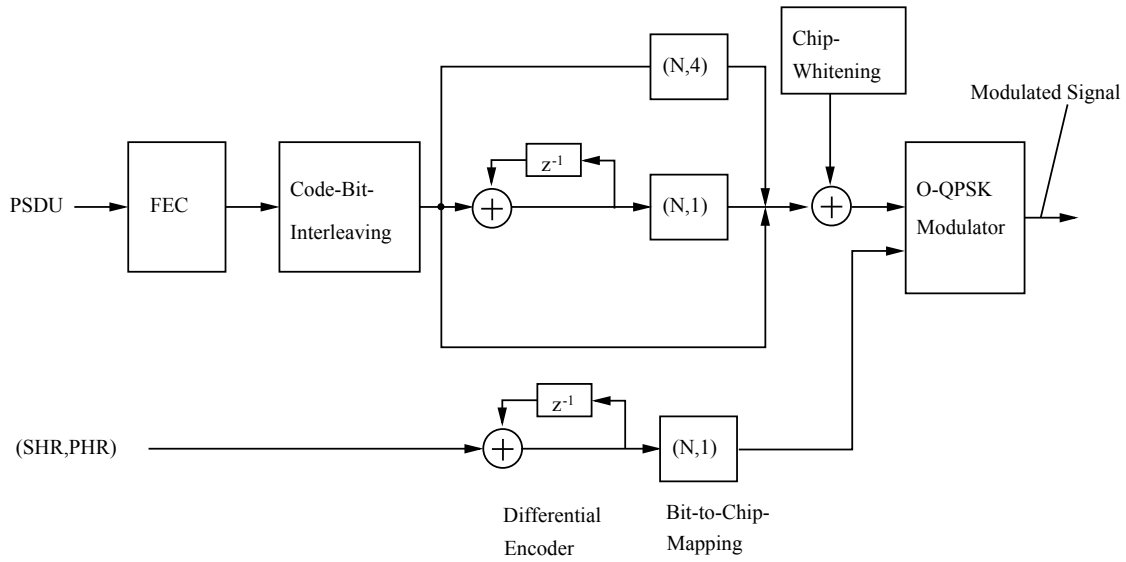 Chip-
Whitening
(N,4)
Modulated Signal
z-1
PSDU
FEC
Code-Bit-
Interleaving
(N,1)
O-QPSK
Modulator
z-1
(SHR,PHR)
(N,1)
Differential
Encoder
Bit-to-Chip-
Mapping